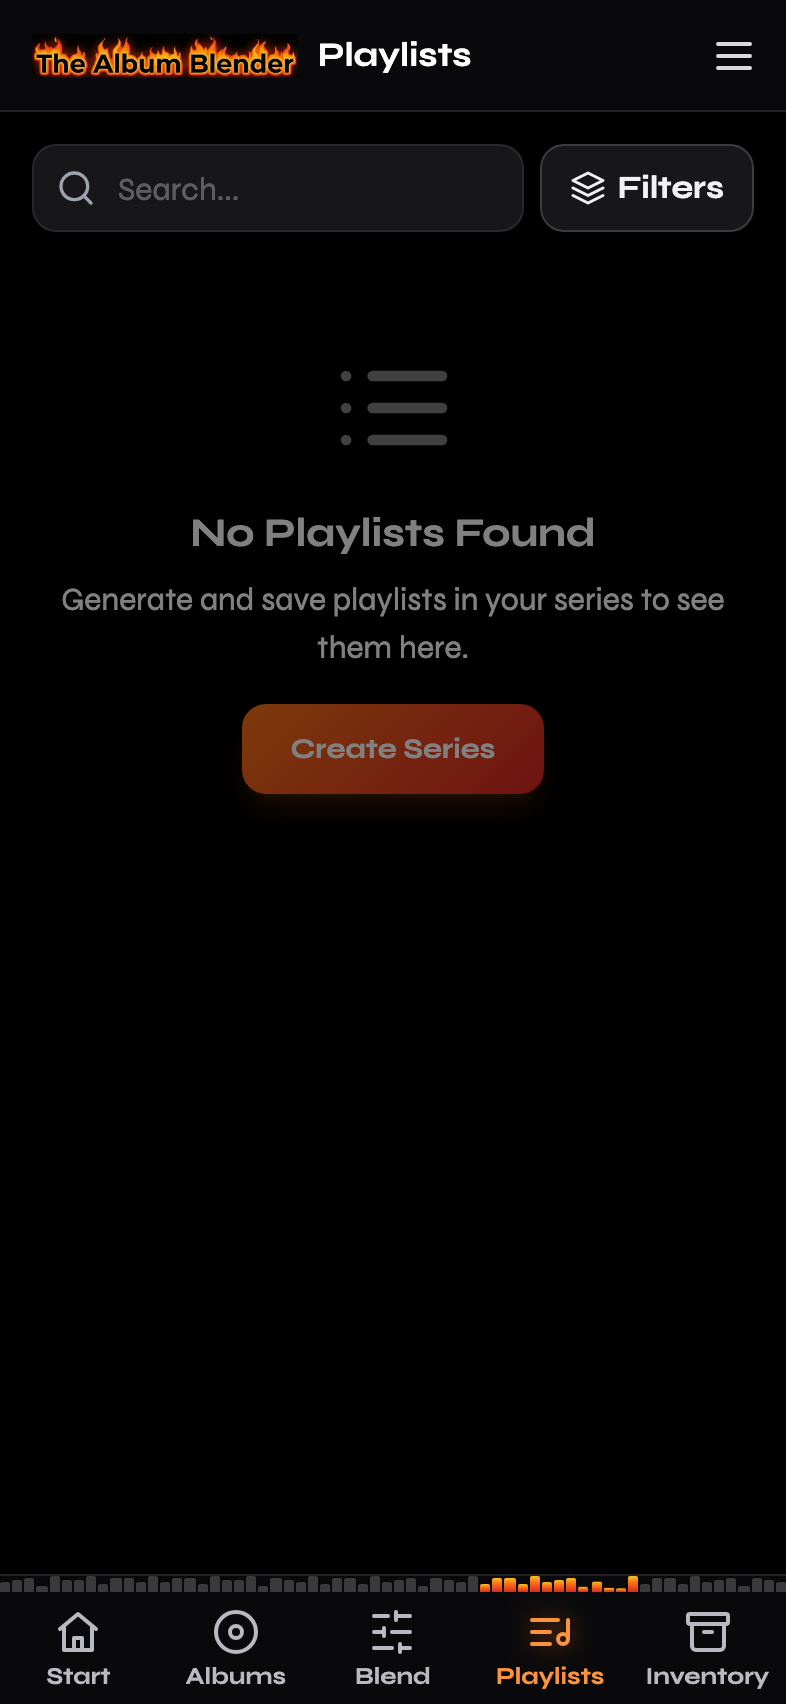 The Album Blender
Playlists
Search...
Filters
No Playlists Found
Generate and save playlists in your series to see
them here.
Create Series
Start
Albums
Blend
Playlists
Inventory